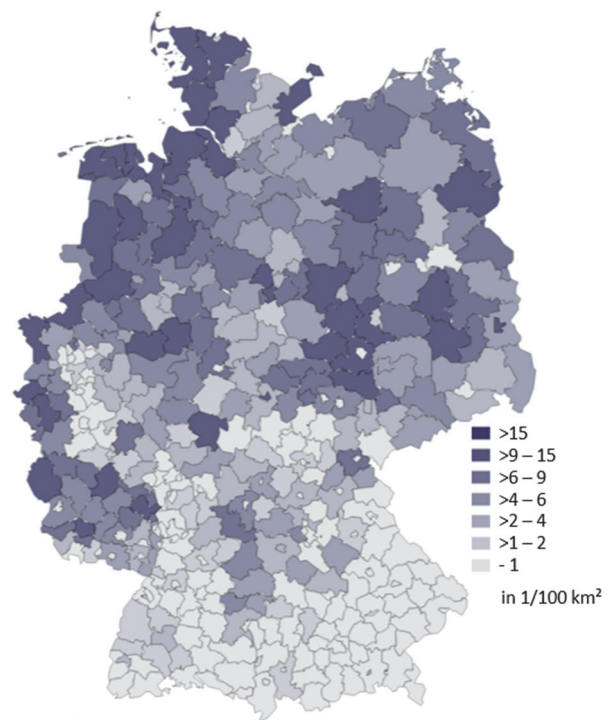 >15
>9 – 15
>6 – 9
>4 – 6
>2 – 4
>1 – 2
- 1
in 1/100 km²